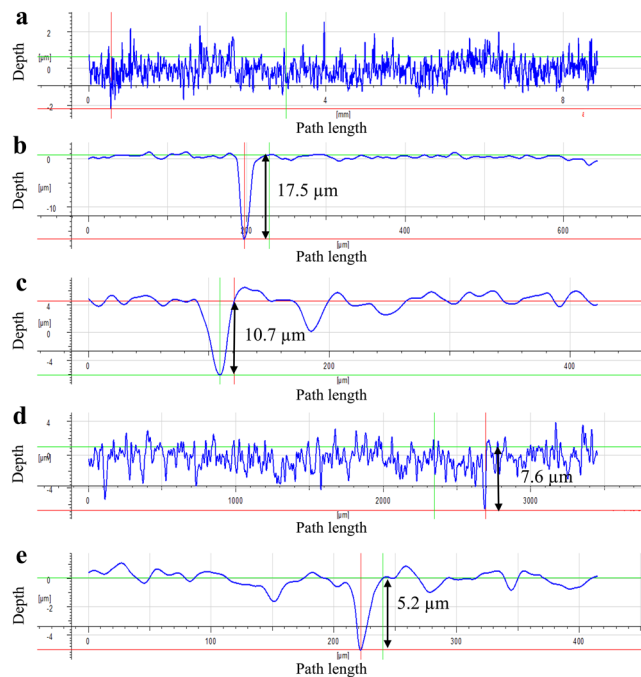 a
Depth
[µm]
2
0
-2
0
4
8
[mm]
4
Path length
b
Depth
[µm]
0
-10
17.5 µm
200
400
600
[µm]
Path length
c
Depth
[µm]
4
0
-4
10.7 µm
0
200
400
[µm]
Path length
d
Depth
[µm]
4
0
-4
7.6 µm
0
1000
2000
3000
[µm]
Path length
e
Depth
[µm]
0
-2
-4
5.2 µm
0
100
200
300
400
[µm]
Path length